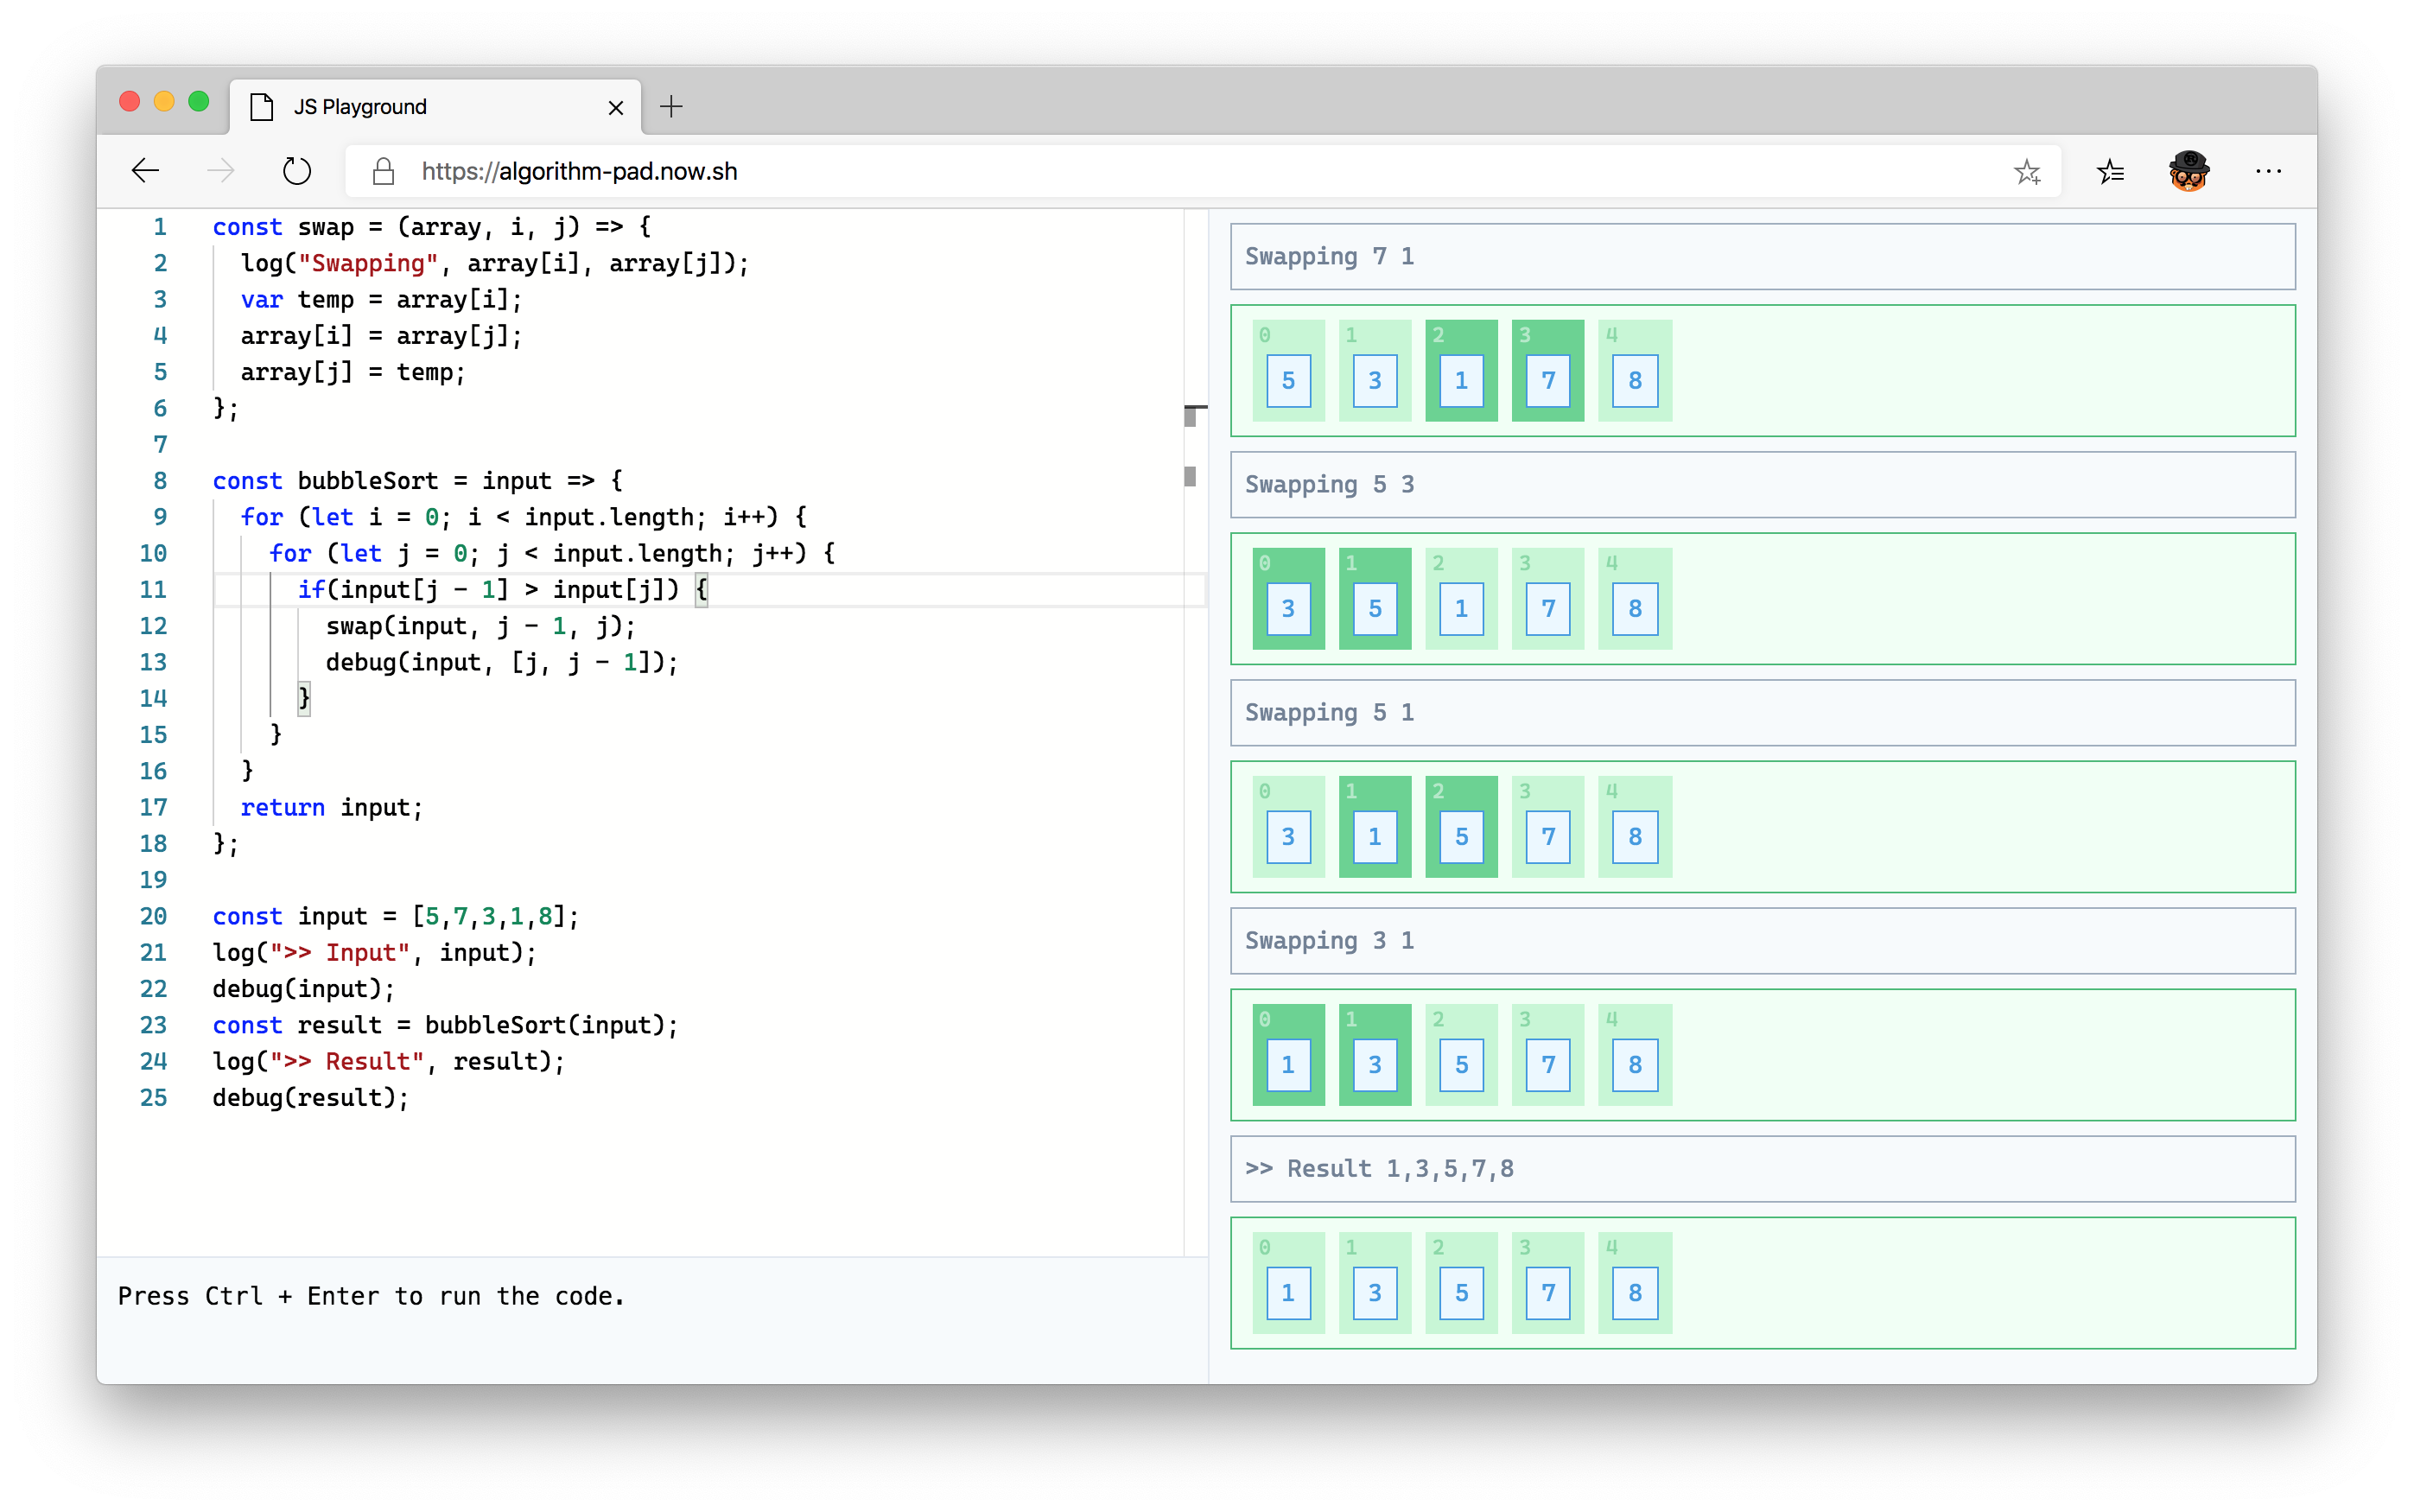 JS Playground
https://algorithm-pad.now.sh
1 const swap = (array, i, j) => {
2 log("Swapping", array[i], array[j]);
3 var temp = array[i];
4 array[i] = array[j];
5 array[j] = temp;
6 };
7
8 const bubbleSort = input => {
9 for (let i = 0; i < input.length; i++) {
10 for (let j = 0; j < input.length; j++) {
11 if(input[j - 1] > input[j]) {
12 swap(input, j - 1, j);
13 debug(input, [j, j - 1]);
14 }
15 }
16 }
17 return input;
18 };
19
20 const input = [5,7,3,1,8];
21 log(">> Input", input);
22 debug(input);
23 const result = bubbleSort(input);
24 log(">> Result", result);
25 debug(result);
Press Ctrl + Enter to run the code.
Swapping 7 1
0 1 2 3 4
5 3 1 7 8
Swapping 5 3
0 1 2 3 4
3 5 1 7 8
Swapping 5 1
0 1 2 3 4
3 1 5 7 8
Swapping 3 1
0 1 2 3 4
1 3 5 7 8
>> Result 1,3,5,7,8
0 1 2 3 4
1 3 5 7 8